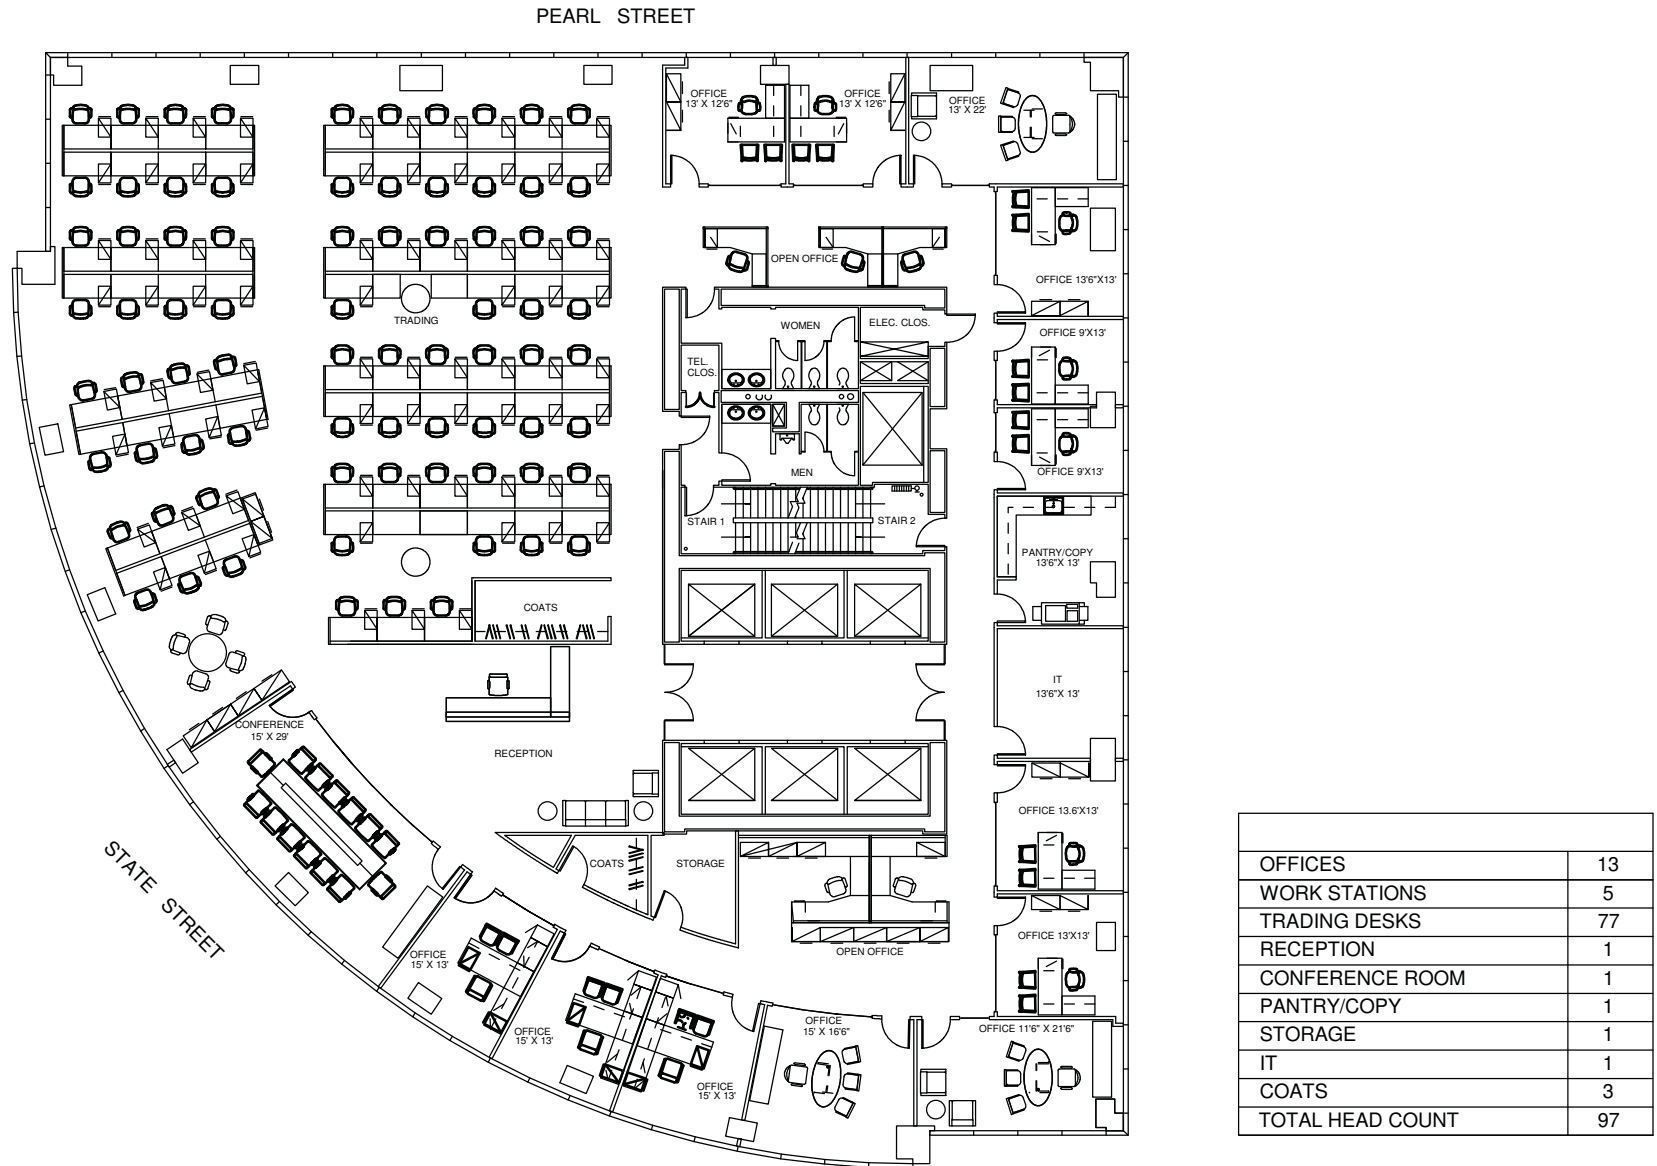 PEARL STREET
OFFICE
13' X 12'6"
OFFICE
13' X 12'6"
OFFICE
13' X 22'
OPEN OFFICE
OFFICE 13'6"X13'
TRADING
WOMEN
ELEC. CLOS.
OFFICE 9'X13'
TEL.
CLOS.
MEN
OFFICE 9'X13'
STAIR 1
STAIR 2
PANTRY/COPY
13'6"X 13'
COATS
IT
13'6"X 13'
CONFERENCE
15' X 29'
RECEPTION
OFFICE 13.6'X13'
STATE STREET
COATS
STORAGE
OFFICE 13'X13'
OPEN OFFICE
OFFICE
15' X 13'
OFFICE
15' X 13'
OFFICE
15' X 13'
OFFICE
15' X 16'6"
OFFICE 11'6" X 21'6"
OFFICES 13
WORK STATIONS 5
TRADING DESKS 77
RECEPTION 1
CONFERENCE ROOM 1
PANTRY/COPY 1
STORAGE 1
IT 1
COATS 3
TOTAL HEAD COUNT 97